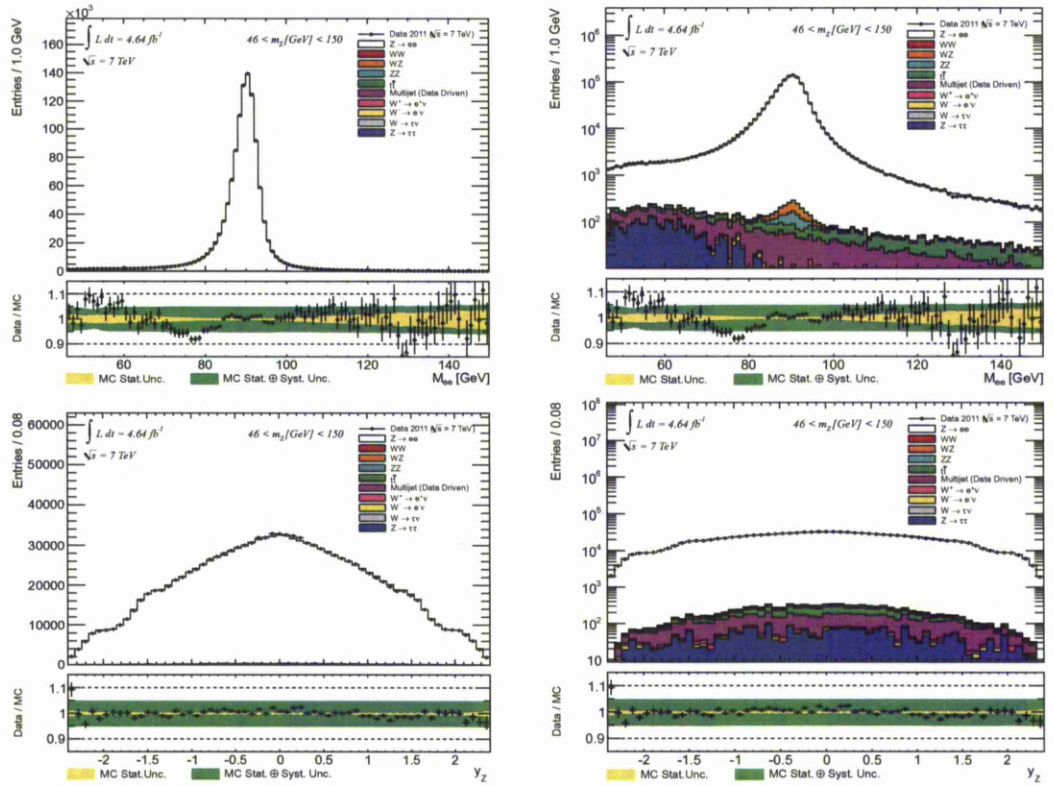 ×10³
Entries / 1.0 GeV
160
140
120
100
80
60
40
20
0
∫ L dt = 4.64 fb⁻¹
√s = 7 TeV
46 < m_Z[GeV] < 150
Data 2011 (√s = 7 TeV)
Z → ee
WW
WZ
ZZ
tt̄
Multijet (Data Driven)
W⁺ → e⁺ν
W⁻ → e⁻ν
W → τν
Z → ττ
Data / MC
1.1
1
0.9
60 80 100 120 140
M_ee [GeV]
MC Stat.Unc. MC Stat. ⊕ Syst. Unc.
Entries / 1.0 GeV
10⁶
10⁵
10⁴
10³
10²
∫ L dt = 4.64 fb⁻¹
√s = 7 TeV
46 < m_Z[GeV] < 150
Data 2011 (√s = 7 TeV)
Z → ee
WW
WZ
ZZ
tt̄
Multijet (Data Driven)
W⁺ → e⁺ν
W⁻ → e⁻ν
W → τν
Z → ττ
Data / MC
1.1
1
0.9
60 80 100 120 140
M_ee [GeV]
MC Stat.Unc. MC Stat. ⊕ Syst. Unc.
Entries / 0.08
60000
50000
40000
30000
20000
10000
0
∫ L dt = 4.64 fb⁻¹
√s = 7 TeV
46 < m_Z[GeV] < 150
Data 2011 (√s = 7 TeV)
Z → ee
WW
WZ
ZZ
tt̄
Multijet (Data Driven)
W⁺ → e⁺ν
W⁻ → e⁻ν
W → τν
Z → ττ
Data / MC
1.1
1
0.9
-2 -1.5 -1 -0.5 0 0.5 1 1.5 2
y_Z
MC Stat.Unc. MC Stat. ⊕ Syst. Unc.
Entries / 0.08
10⁸
10⁷
10⁶
10⁵
10⁴
10³
10²
10
∫ L dt = 4.64 fb⁻¹
√s = 7 TeV
46 < m_Z[GeV] < 150
Data 2011 (√s = 7 TeV)
Z → ee
WW
WZ
ZZ
tt̄
Multijet (Data Driven)
W⁺ → e⁺ν
W⁻ → e⁻ν
W → τν
Z → ττ
Data / MC
1.1
1
0.9
-2 -1.5 -1 -0.5 0 0.5 1 1.5 2
y_Z
MC Stat.Unc. MC Stat. ⊕ Syst. Unc.